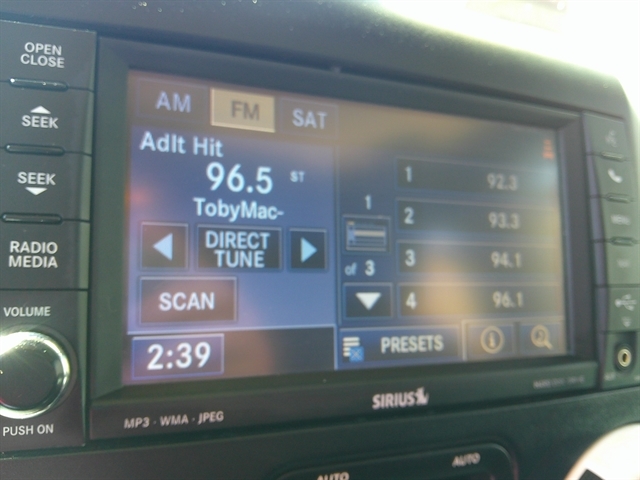 OPEN
CLOSE
SEEK
SEEK
RADIO
MEDIA
VOLUME
PUSH ON
AM FM SAT
Adlt Hit
96.5 ST
TobyMac-
DIRECT
TUNE
SCAN
2:39
1
of 3
1 92.3
2 93.3
3 94.1
4 96.1
PRESETS
MP3 · WMA · JPEG
SIRIUS
AUTO
AUTO